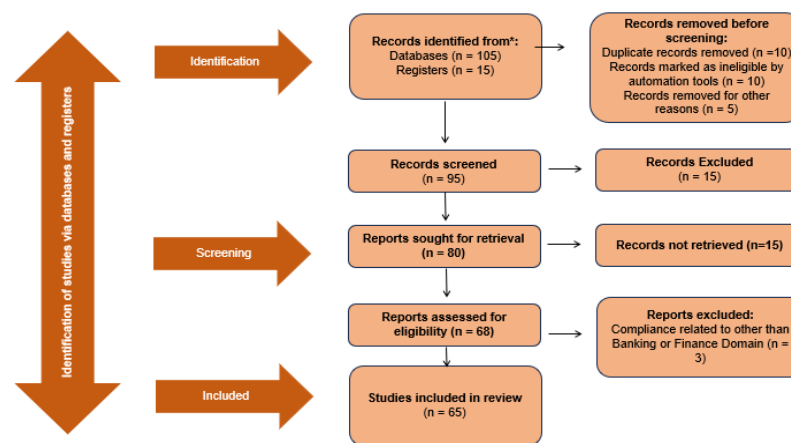 Identification of studies via databases and registers
Identification
Records identified from*:
Databases (n = 105)
Registers (n = 15)
Records removed before
screening:
Duplicate records removed (n =10)
Records marked as ineligible by
automation tools (n = 10)
Records removed for other
reasons (n = 5)
Records screened
(n = 95)
Records Excluded
(n = 15)
Screening
Reports sought for retrieval
(n = 80)
Records not retrieved (n=15)
Reports assessed for
eligibility (n = 68)
Reports excluded:
Compliance related to other than
Banking or Finance Domain (n =
3)
Included
Studies included in review
(n = 65)